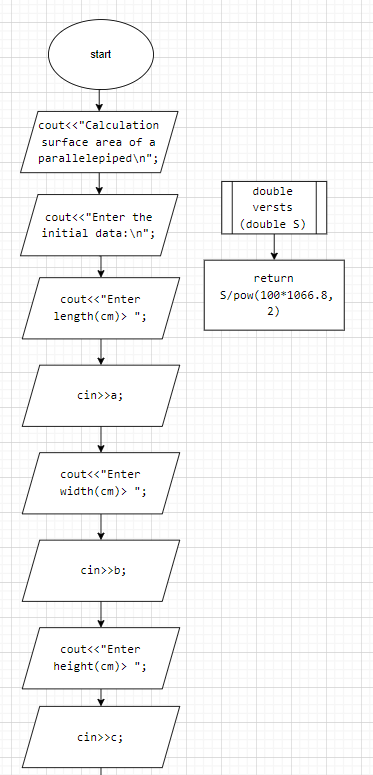 start
cout<<"Calculation
surface area of a
parallelepiped\n";
cout<<"Enter the
initial data:\n";
cout<<"Enter
length(cm)> ";
cin>>a;
cout<<"Enter
width(cm)> ";
cin>>b;
cout<<"Enter
height(cm)> ";
cin>>c;
double
versts
(double S)
return
S/pow(100*1066.8,
2)